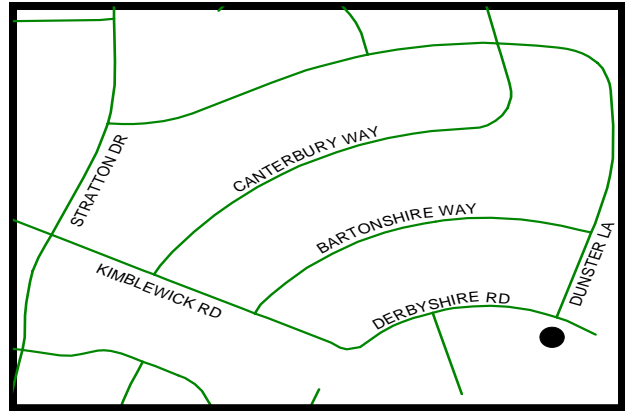 CANTERBURY WAY
STRATTON DR
BARTONSHIRE WAY
DUNSTER LA
KIMBLEWICK RD
DERBYSHIRE RD